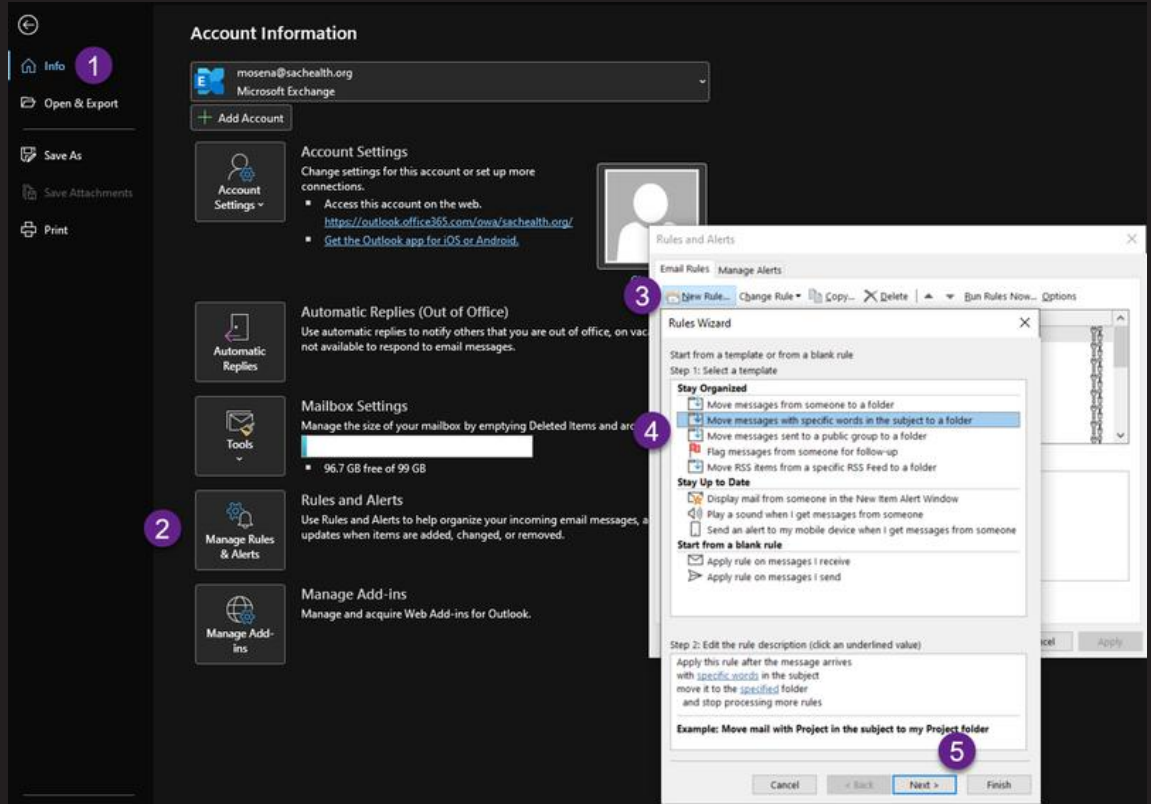 Account Information
Info
1
mosena@sachealth.org
Microsoft Exchange
Open & Export
Add Account
Save As
Save Attachments
Print
Account Settings
Account Settings
Change settings for this account or set up more
connections.
Access this account on the web.
https://outlook.office365.com/owa/sachealth.org/
Get the Outlook app for iOS or Android.
Automatic
Replies
Automatic Replies (Out of Office)
Use automatic replies to notify others that you are out of office, on
not available to respond to email messages.
Tools
Mailbox Settings
Manage the size of your mailbox by emptying Deleted Items and
96.7 GB free of 99 GB
2
Manage Rules
& Alerts
Rules and Alerts
Use Rules and Alerts to help organize your incoming email messages,
updates when items are added, changed, or removed.
Manage Add-
ins
Manage Add-ins
Manage and acquire Web Add-ins for Outlook.
Rules and Alerts
Email Rules Manage Alerts
3
New Rule... Change Rule Copy... Delete Run Rules Now... Options
Rules Wizard
Start from a template or from a blank rule
Step 1: Select a template
Stay Organized
Move messages from someone to a folder
4
Move messages with specific words in the subject to a folder
Move messages sent to a public group to a folder
Flag messages from someone for follow-up
Move RSS items from a specific RSS Feed to a folder
Stay Up to Date
Display mail from someone in the New Item Alert Window
Play a sound when I get messages from someone
Send an alert to my mobile device when I get messages from someone
Start from a blank rule
Apply rule on messages I receive
Apply rule on messages I send
Step 2: Edit the rule description (click an underlined value)
Apply this rule after the message arrives
with specific words in the subject
move it to the specified folder
and stop processing more rules
Example: Move mail with Project in the subject to my Project folder
5
Cancel < Back Next > Finish
Apply